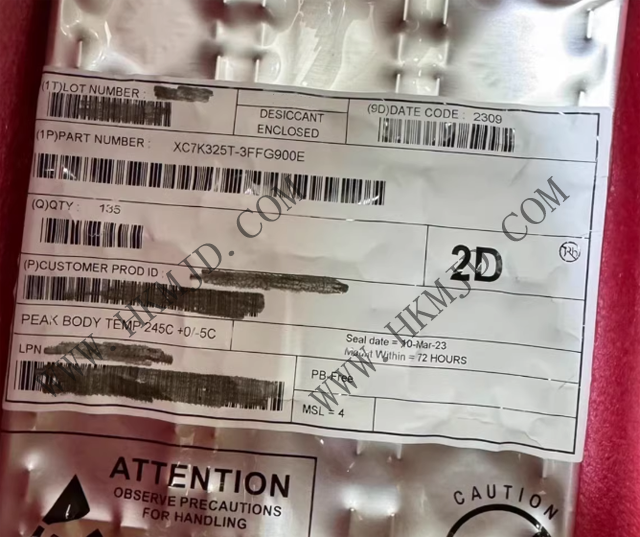 (1T)LOT NUMBER :
DESICCANT
ENCLOSED
(9D)DATE CODE : 2309
(1P)PART NUMBER : XC7K325T-3FFG900E
(Q)QTY : 135
2D
(P)CUSTOMER PROD ID :
PEAK BODY TEMP 245C +0/-5C
Seal date = 10-Mar-23
Mount Within = 72 HOURS
LPN
PB-Free
MSL = 4
ATTENTION
OBSERVE PRECAUTIONS
FOR HANDLING
CAUTION
WWW.HKMJD.COM
WWW.HKMJD.COM